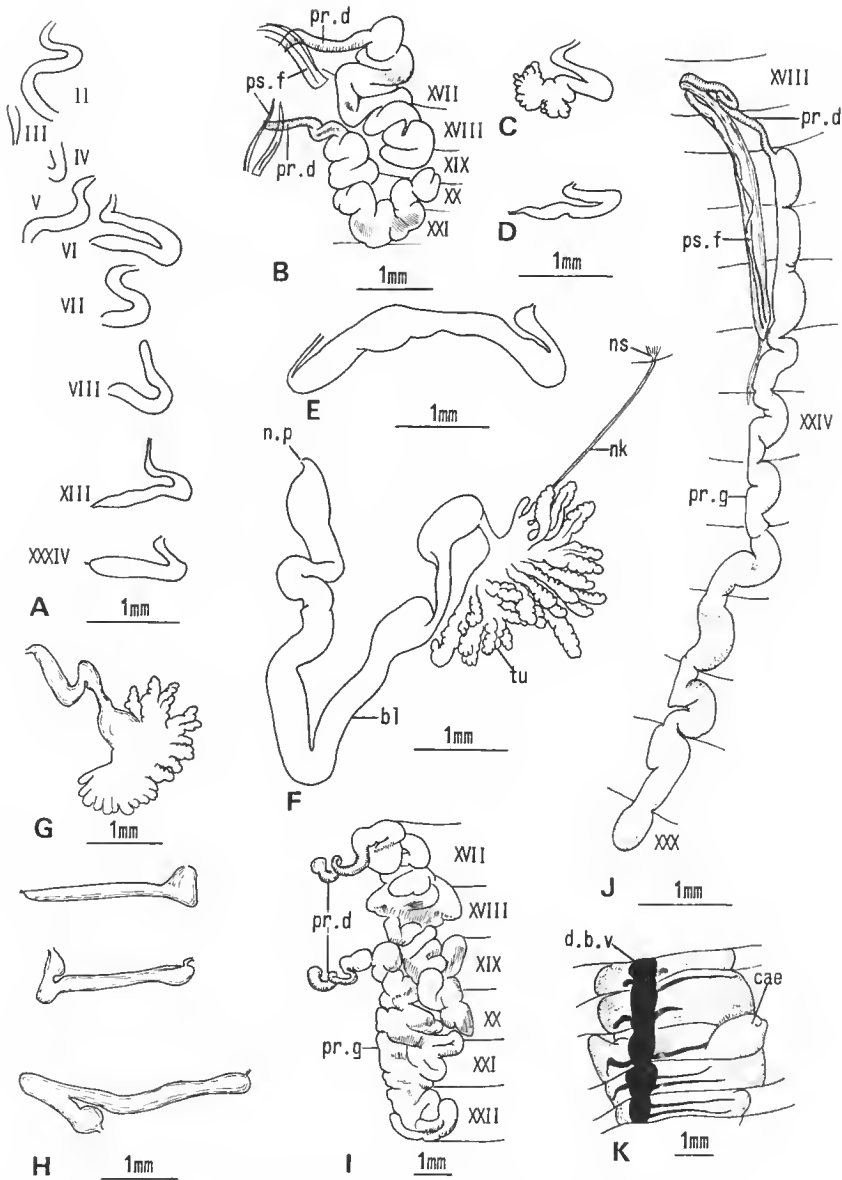 II
III
IV
V
VI
VII
VIII
XIII
XXXIV
A
1mm
pr.d
ps.f
pr.d
XVII
XVIII
XIX
XX
XXI
B
1mm
C
D
1mm
E
1mm
n.p
ns
nk
tu
bl
F
1mm
G
1mm
H
1mm
XVII
pr.d
XVIII
XIX
XX
pr.g
XXI
XXII
I
1mm
XVIII
pr.d
ps.f
XXIV
pr.g
XXX
J
1mm
d.b.v
cae
K
1mm